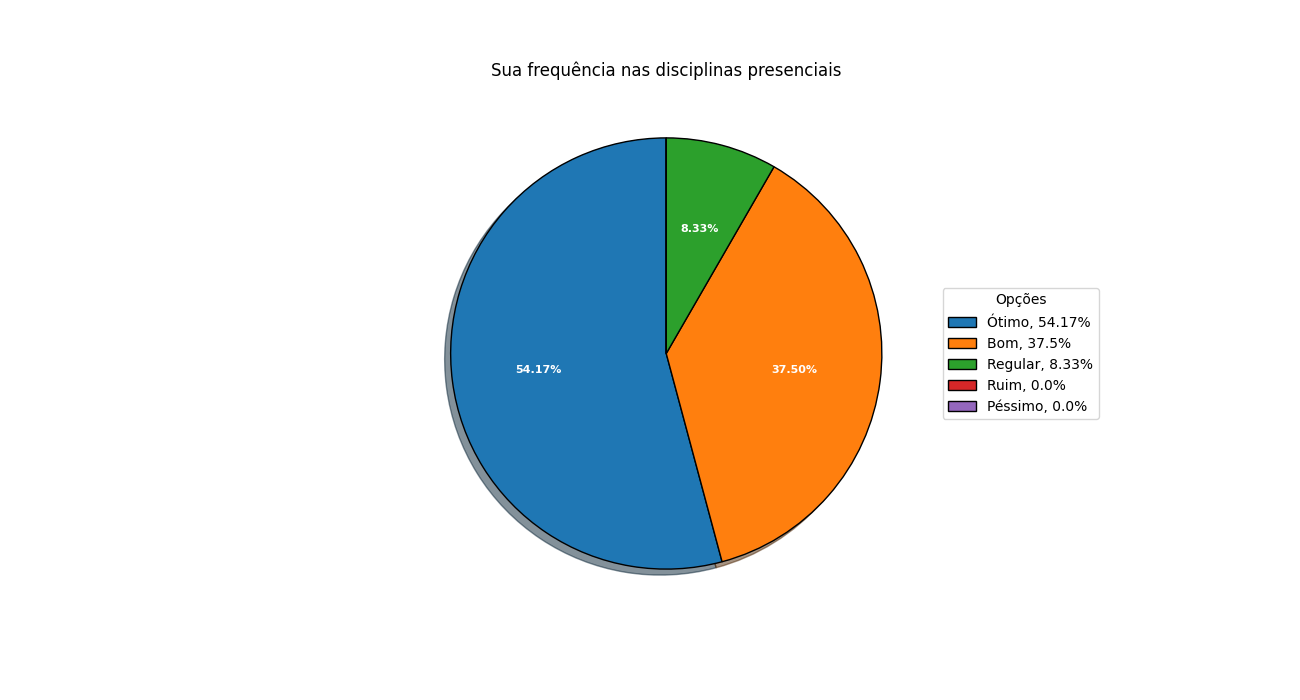 Sua frequência nas disciplinas presenciais
8.33%
54.17%
37.50%
Opções
Ótimo, 54.17%
Bom, 37.5%
Regular, 8.33%
Ruim, 0.0%
Péssimo, 0.0%